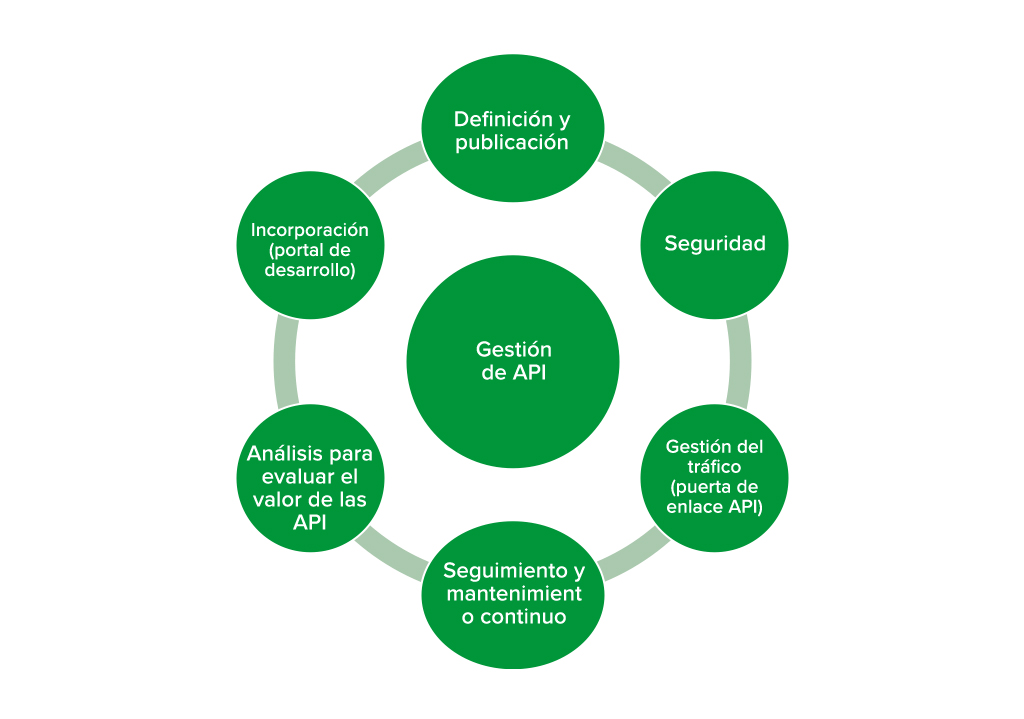 Definición y
publicación
Seguridad
Gestión del
tráfico
(puerta de
enlace API)
Seguimiento y
mantenimient
o continuo
Análisis para
evaluar el
valor de las
API
Incorporación
(portal de
desarrollo)
Gestión
de API